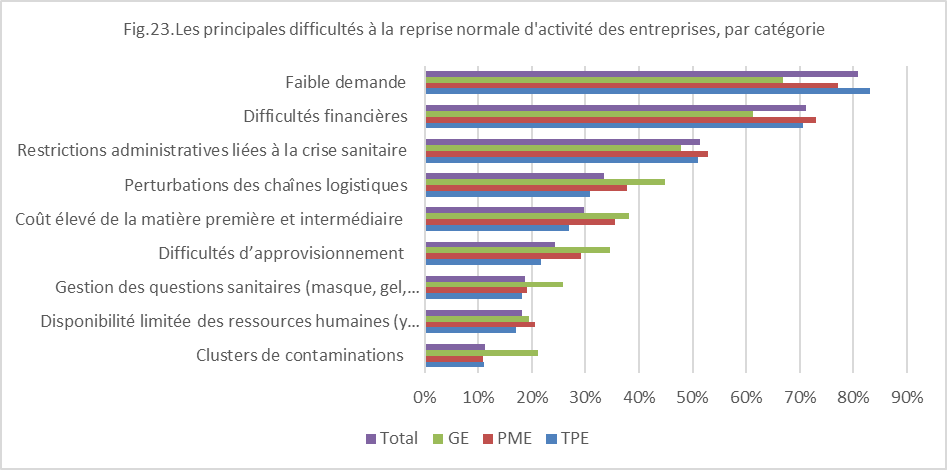 Fig.23.Les principales difficultés à la reprise normale d'activité des entreprises, par catégorie
Faible demande
Difficultés financières
Restrictions administratives liées à la crise sanitaire
Perturbations des chaînes logistiques
Coût élevé de la matière première et intermédiaire
Difficultés d’approvisionnement
Gestion des questions sanitaires (masque, gel,…
Disponibilité limitée des ressources humaines (y…
Clusters de contaminations
0% 10% 20% 30% 40% 50% 60% 70% 80% 90%
Total GE PME TPE